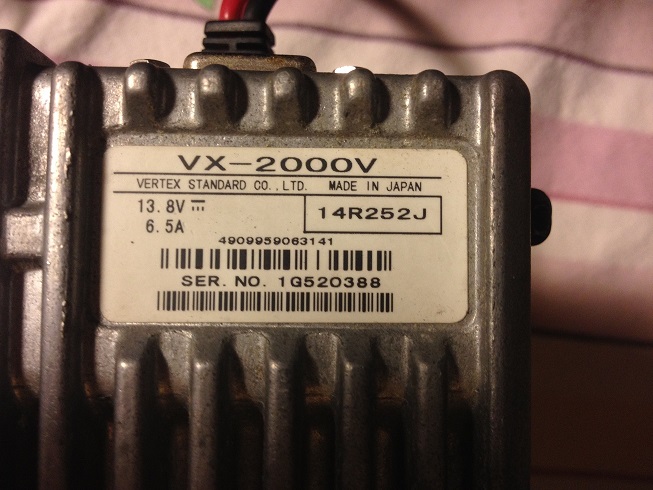 VX-2000V
VERTEX STANDARD CO.,LTD. MADE IN JAPAN
13.8V ⎓
6.5A
14R252J
4909959063141
SER. NO. 1G520388